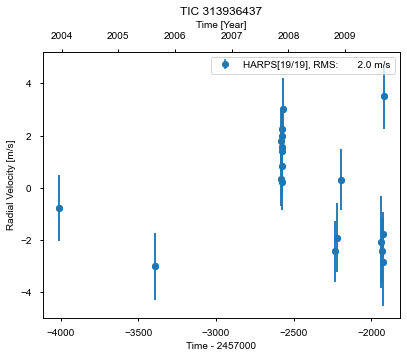 TIC 313936437
Time [Year]
2004 2005 2006 2007 2008 2009
HARPS[19/19], RMS: 2.0 m/s
Radial Velocity [m/s]
4
2
0
−2
−4
−4000 −3500 −3000 −2500 −2000
Time - 2457000